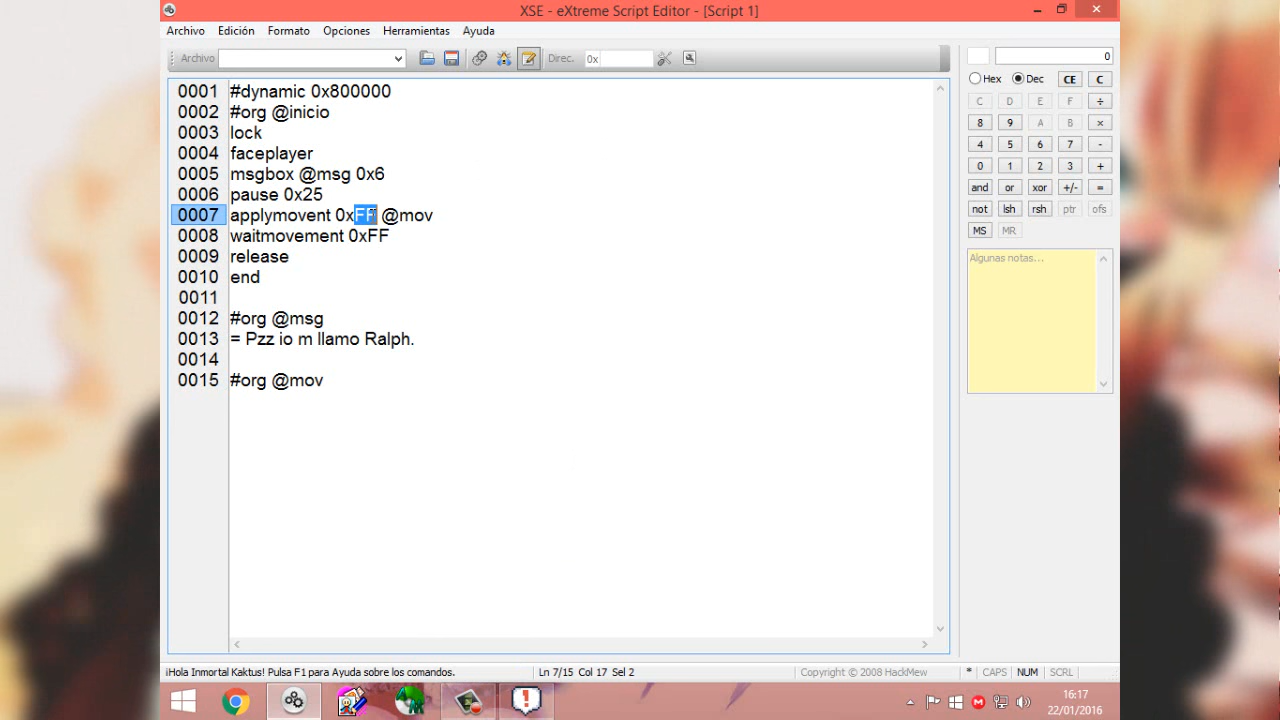 XSE - eXtreme Script Editor - [Script 1]
Archivo Edición Formato Opciones Herramientas Ayuda
Archivo Direc. 0x
0
Hex Dec CE C
C D E F ÷
8 9 A B ×
4 5 6 7 -
0 1 2 3 +
and or xor +/- =
not lsh rsh ptr ofs
MS MR
Algunas notas...
0001 #dynamic 0x800000
0002 #org @inicio
0003 lock
0004 faceplayer
0005 msgbox @msg 0x6
0006 pause 0x25
0007 applymovent 0xFF @mov
0008 waitmovement 0xFF
0009 release
0010 end
0011
0012 #org @msg
0013 = Pzz io m llamo Ralph.
0014
0015 #org @mov
¡Hola Inmortal Kaktus! Pulsa F1 para Ayuda sobre los comandos. Ln 7/15 Col 17 Sel 2 Copyright © 2008 HackMew * CAPS NUM SCRL
16:17
22/01/2016